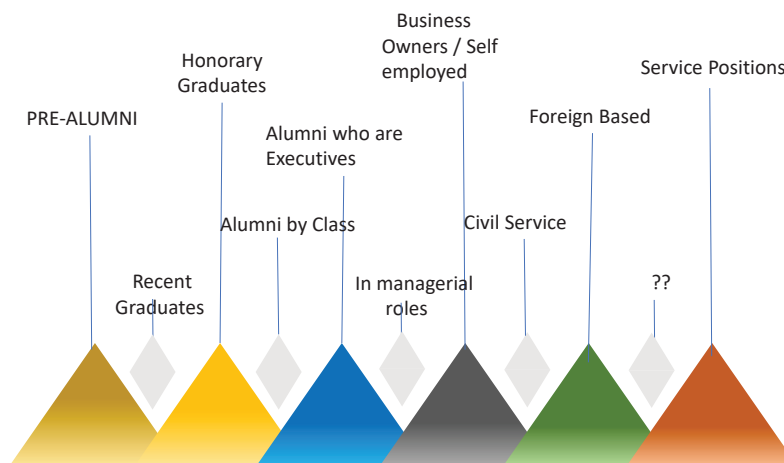 PRE-ALUMNI
Recent
Graduates
Honorary
Graduates
Alumni by Class
Alumni who are
Executives
In managerial
roles
Business
Owners / Self
employed
Civil Service
Foreign Based
??
Service Positions